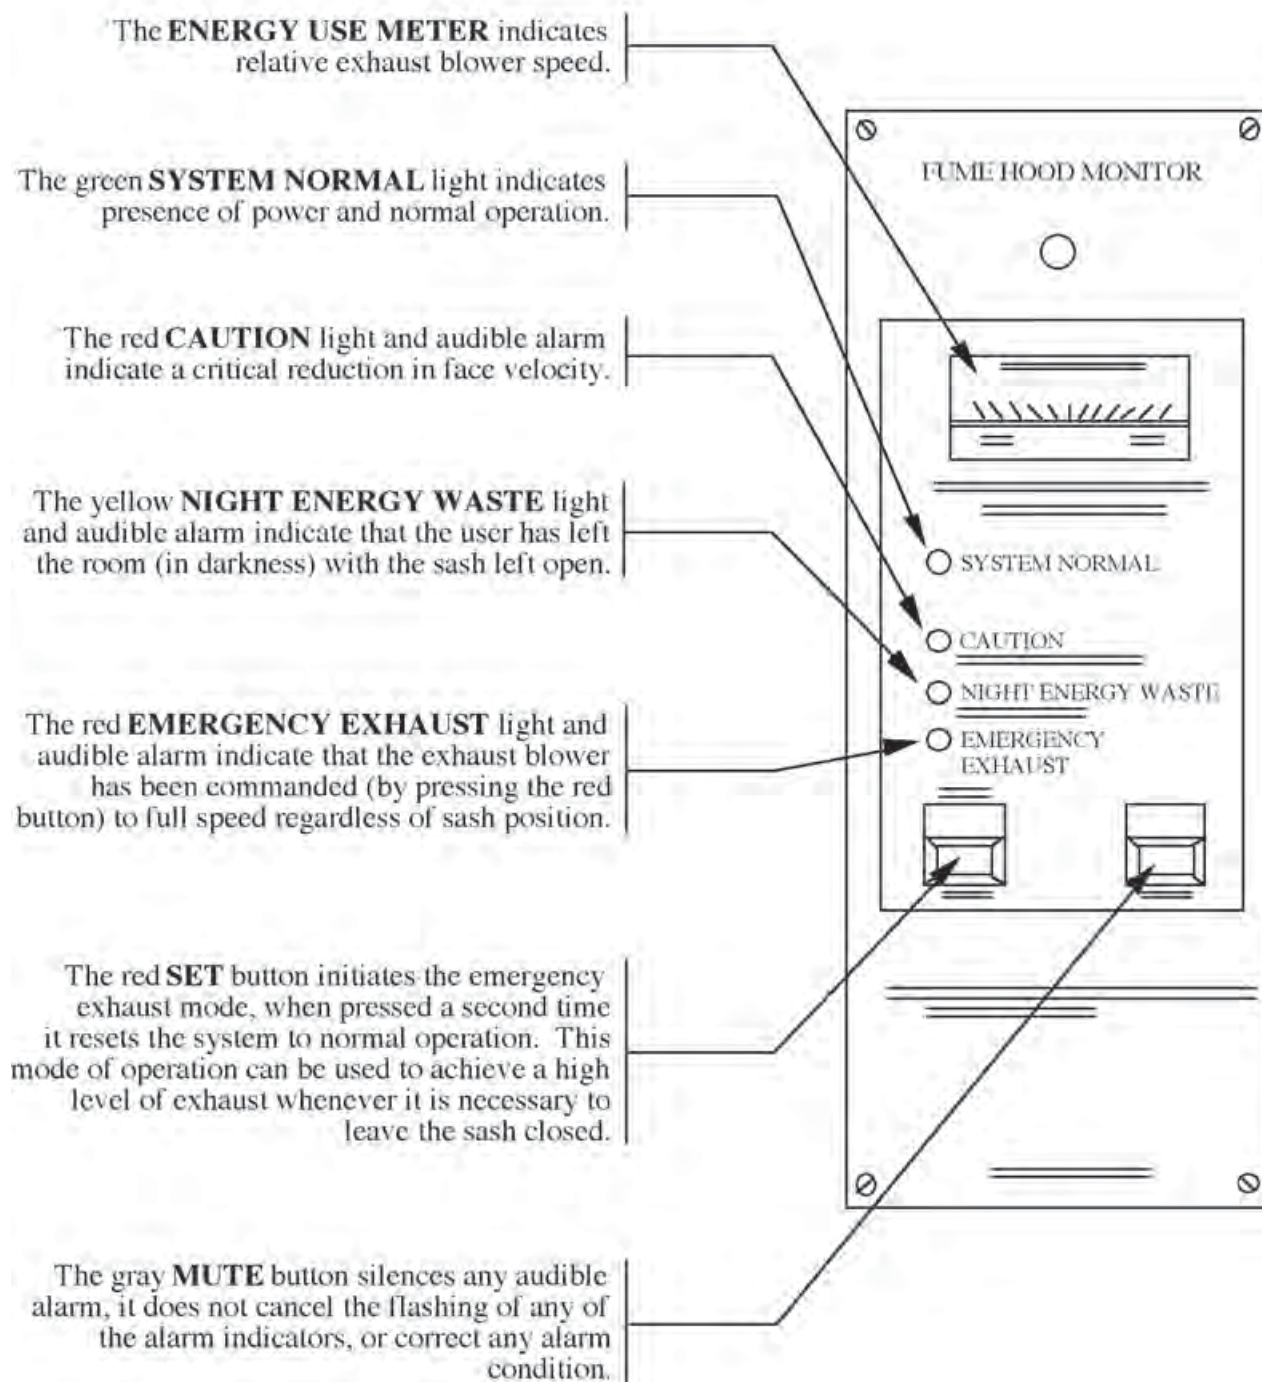 The ENERGY USE METER indicates
relative exhaust blower speed.
The green SYSTEM NORMAL light indicates
presence of power and normal operation.
The red CAUTION light and audible alarm
indicate a critical reduction in face velocity.
The yellow NIGHT ENERGY WASTE light
and audible alarm indicate that the user has left
the room (in darkness) with the sash left open.
The red EMERGENCY EXHAUST light and
audible alarm indicate that the exhaust blower
has been commanded (by pressing the red
button) to full speed regardless of sash position.
The red SET button initiates the emergency
exhaust mode, when pressed a second time
it resets the system to normal operation. This
mode of operation can be used to achieve a high
level of exhaust whenever it is necessary to
leave the sash closed.
The gray MUTE button silences any audible
alarm, it does not cancel the flashing of any of
the alarm indicators, or correct any alarm
condition.
FUME HOOD MONITOR
SYSTEM NORMAL
CAUTION
NIGHT ENERGY WASTE
EMERGENCY
EXHAUST